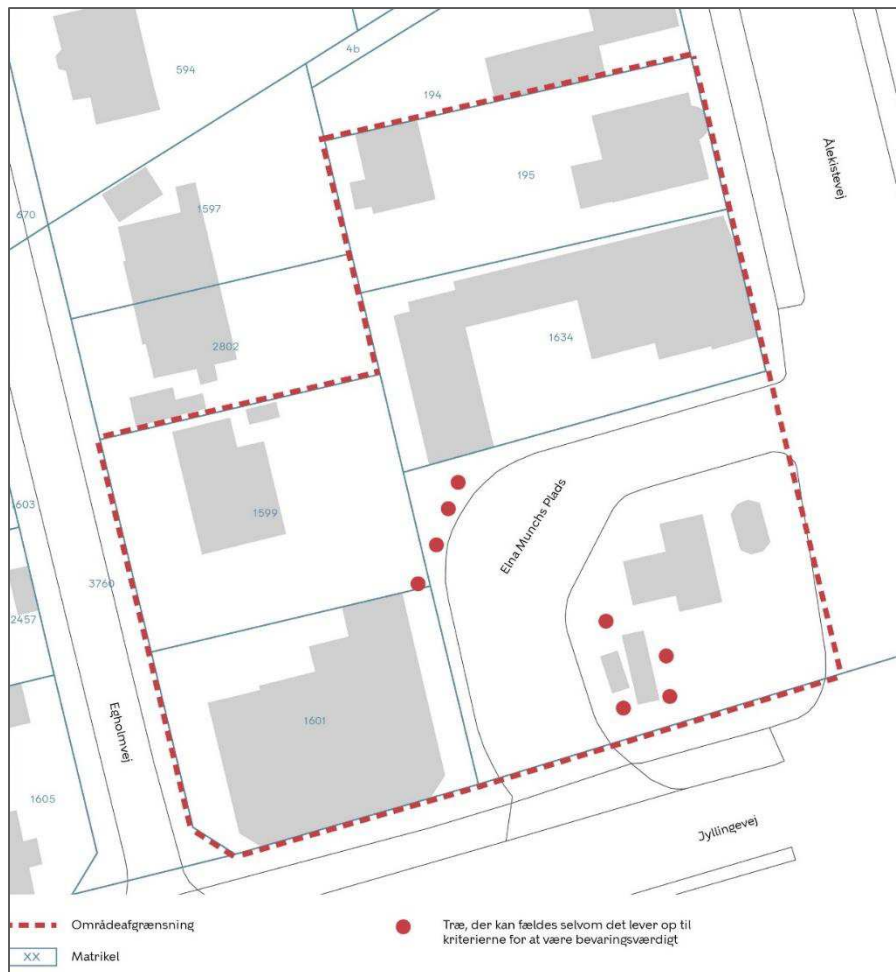 594
4b
194
Ålekistevej
195
1597
670
1634
2802
Elna Munchs Plads
1603
1599
3760
2457
Egholmvej
1601
1605
Jyllingevej
Områdeafgrænsning
XX Matrikel
Træ, der kan fældes selvom det lever op til
kriterierne for at være bevaringsværdigt